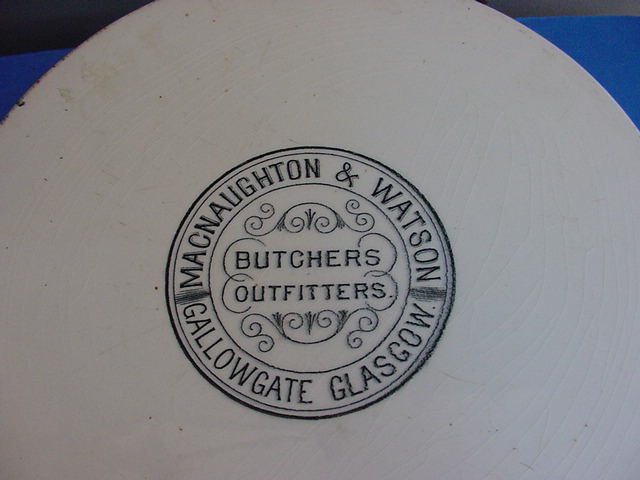 MACNAUGHTON & WATSON
BUTCHERS
OUTFITTERS.
GALLOWGATE GLASGOW.